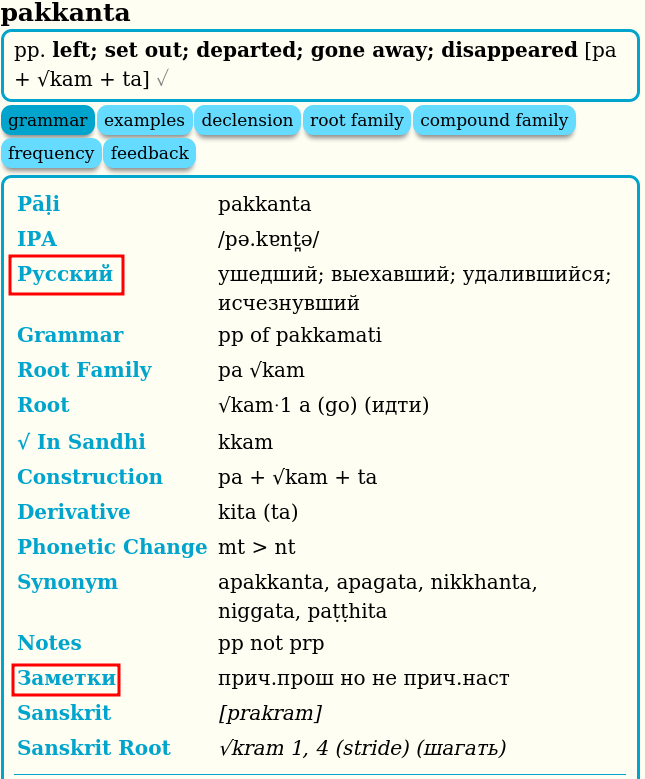 pakkanta
pp. left; set out; departed; gone away; disappeared [pa
+ √kam + ta] √
grammar examples declension root family compound family
frequency feedback
Pāḷi pakkanta
IPA /pə.kɐnt̪ə/
Русский ушедший; выехавший; удалившийся;
исчезнувший
Grammar pp of pakkamati
Root Family pa √kam
Root √kam·1 a (go) (идти)
√ In Sandhi kkam
Construction pa + √kam + ta
Derivative kita (ta)
Phonetic Change mt > nt
Synonym apakkanta, apagata, nikkhanta,
niggata, paṭṭhita
Notes pp not prp
Заметки прич.прош но не прич.наст
Sanskrit [prakram]
Sanskrit Root √kram 1, 4 (stride) (шагать)